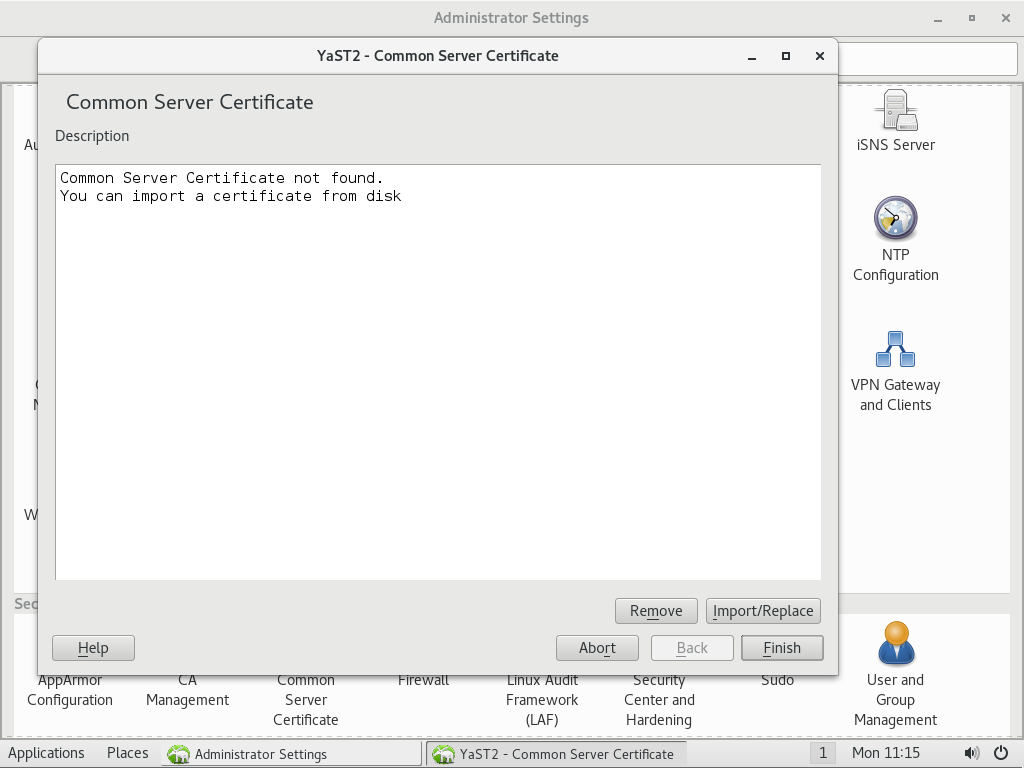 Administrator Settings
YaST2 - Common Server Certificate
Common Server Certificate
Description
Common Server Certificate not found.
You can import a certificate from disk
Remove
Import/Replace
Help
Abort
Back
Finish
iSNS Server
NTP
Configuration
VPN Gateway
and Clients
AppArmor
Configuration
CA
Management
Common
Server
Certificate
Firewall
Linux Audit
Framework
(LAF)
Security
Center and
Hardening
Sudo
User and
Group
Management
Applications
Places
Administrator Settings
YaST2 - Common Server Certificate
1
Mon 11:15